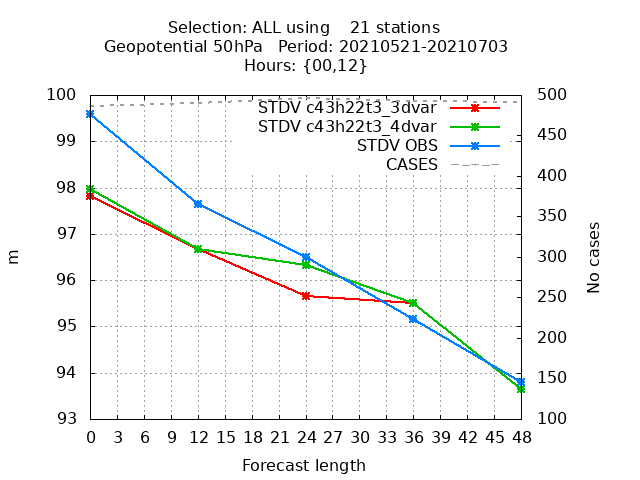 Selection: ALL using    21 stations
Geopotential 50hPa   Period: 20210521-20210703
Hours: {00,12}
STDV c43h22t3_3dvar
STDV c43h22t3_4dvar
STDV OBS
CASES
100
99
98
97
96
95
94
93
m
500
450
400
350
300
250
200
150
100
No cases
0 3 6 9 12 15 18 21 24 27 30 33 36 39 42 45 48
Forecast length